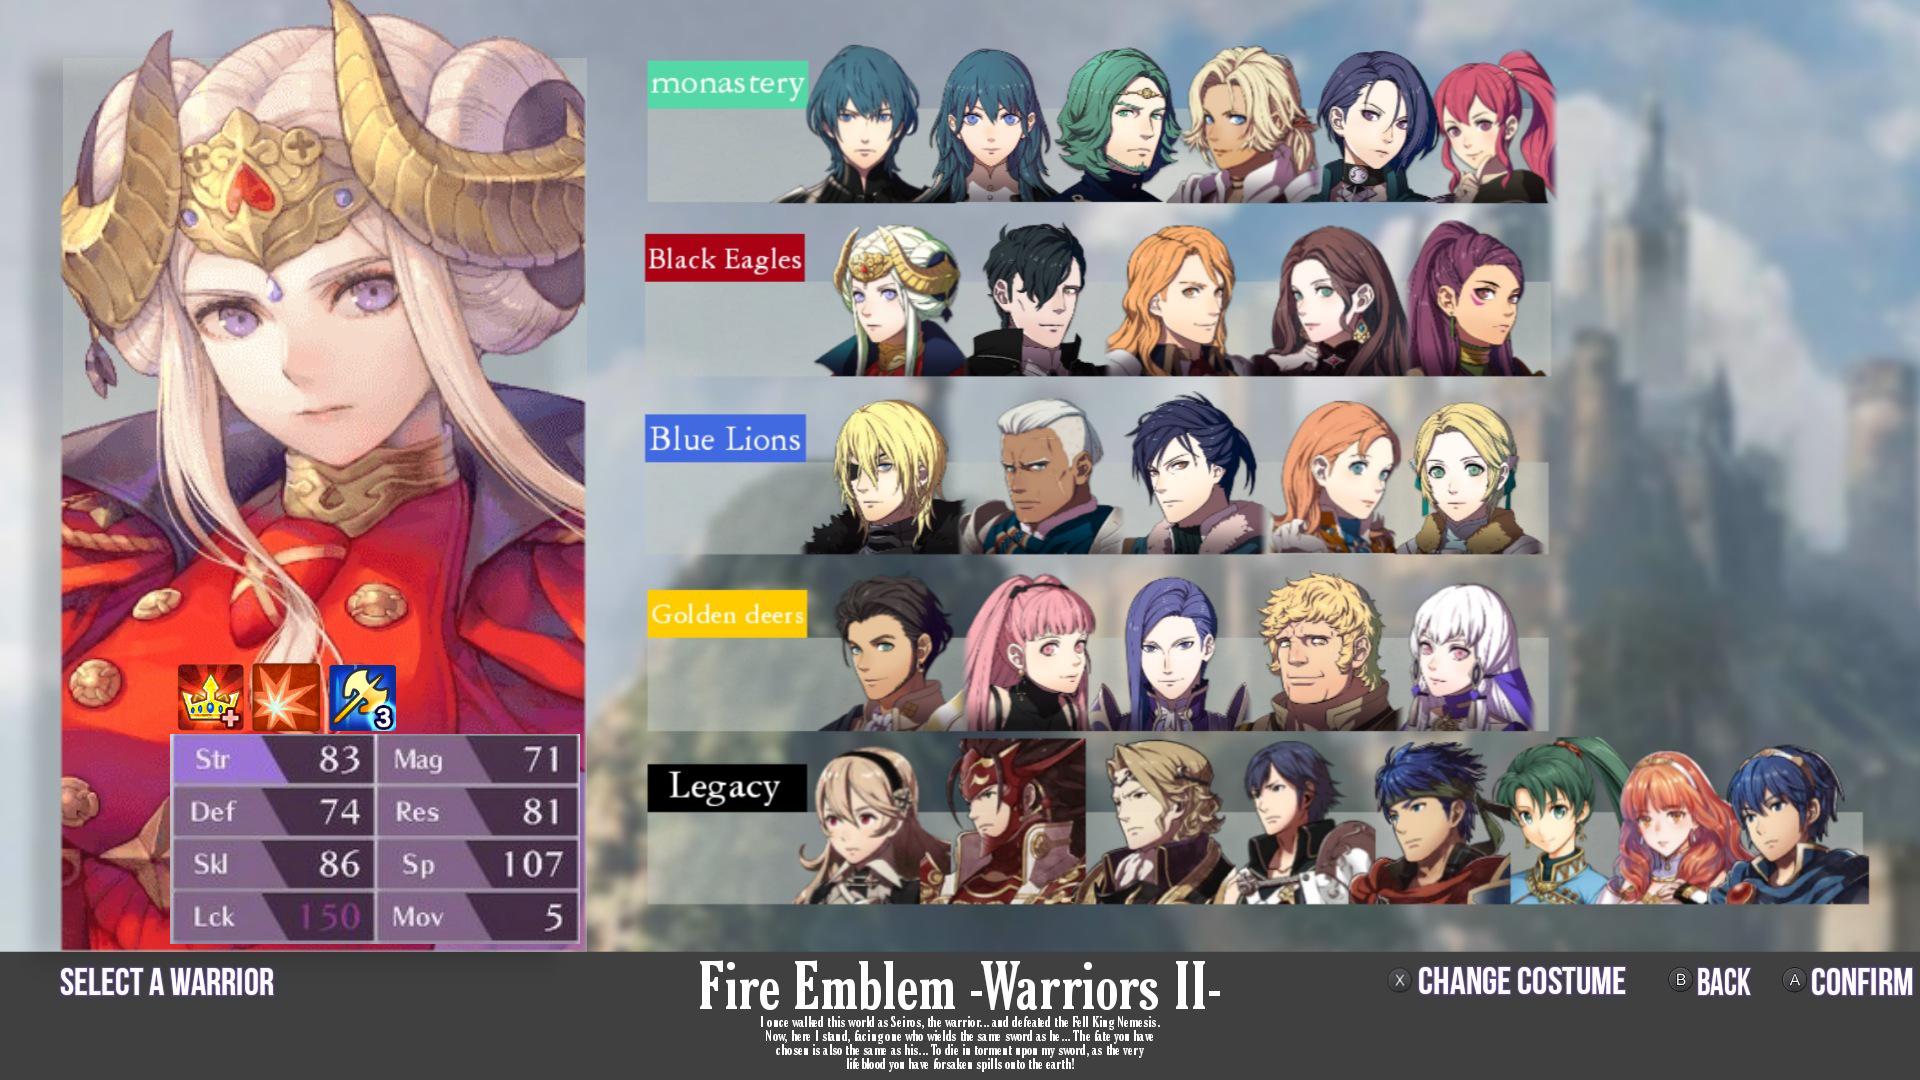 monastery
Black Eagles
Blue Lions
Golden deers
Legacy
3
Str 83 Mag 71
Def 74 Res 81
Skl 86 Sp 107
Lck 150 Mov 5
SELECT A WARRIOR
Fire Emblem -Warriors II-
I once walked this world as Seiros, the warrior... and defeated the Fell King Nemesis.
Now, here I stand, facing one who wields the same sword as he... The fate you have
chosen is also the same as his... To die in torment upon my sword, as the very
lifeblood you have forsaken spills onto the earth!
X CHANGE COSTUME B BACK A CONFIRM